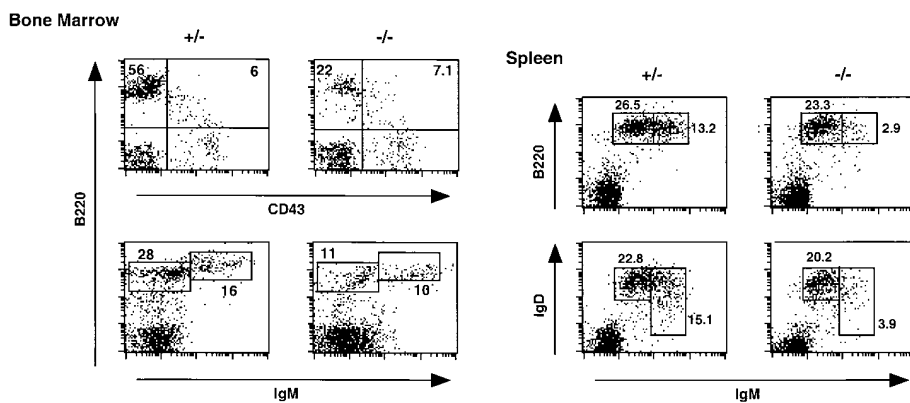 Bone Marrow
+/-
-/-
56
6
22
7.1
B220
CD43
28
16
11
10
IgM
Spleen
+/-
-/-
26.5
13.2
23.3
2.9
B220
22.8
15.1
20.2
3.9
IgD
IgM